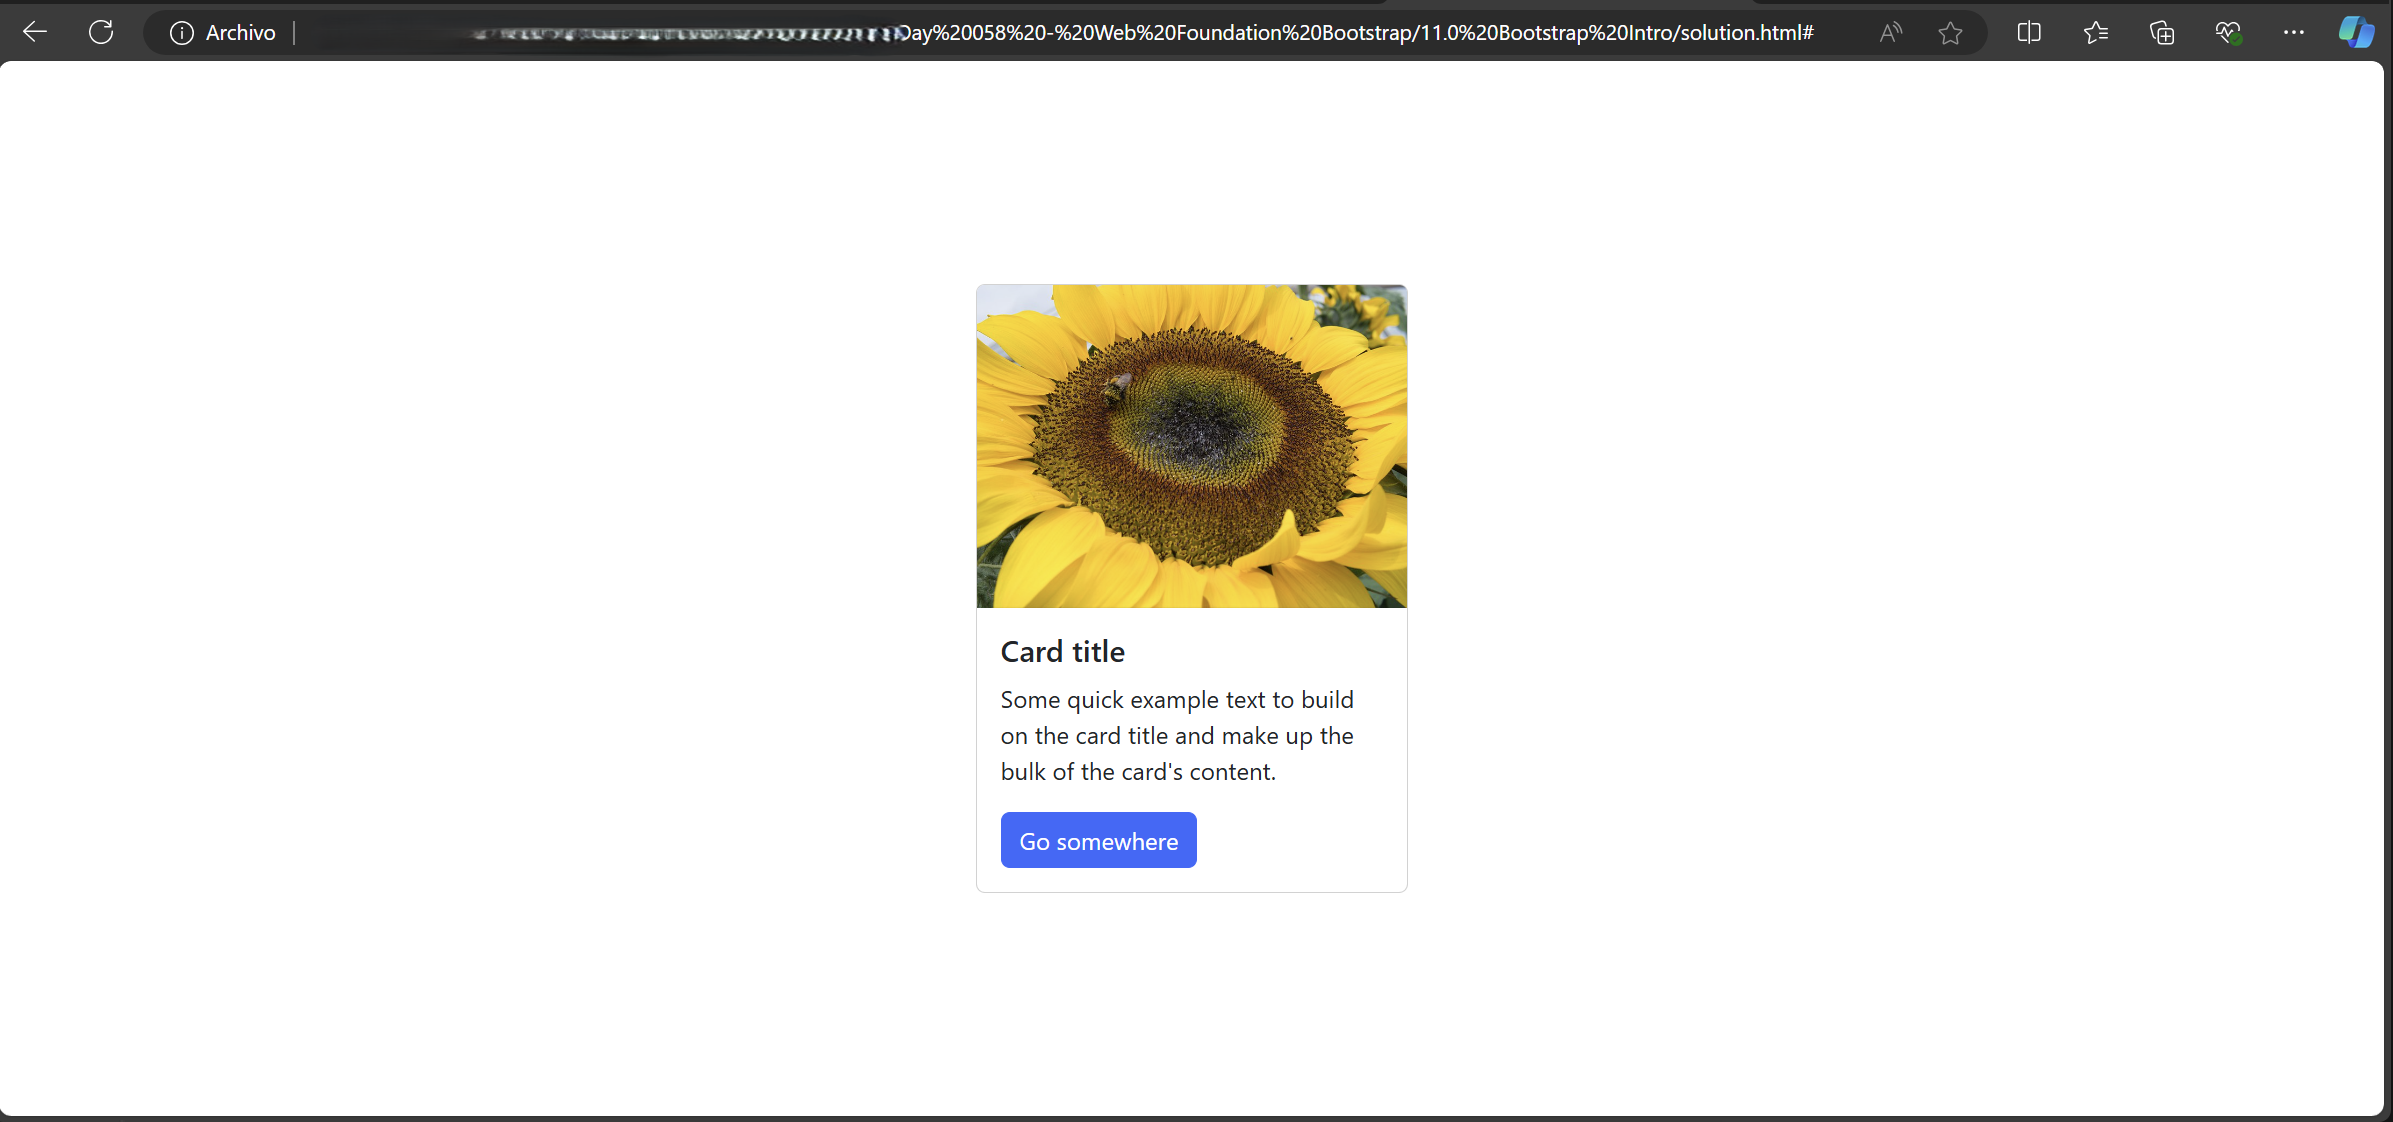 Archivo
Day%20058%20-%20Web%20Foundation%20Bootstrap/11.0%20Bootstrap%20Intro/solution.html#
Card title
Some quick example text to build
on the card title and make up the
bulk of the card's content.
Go somewhere